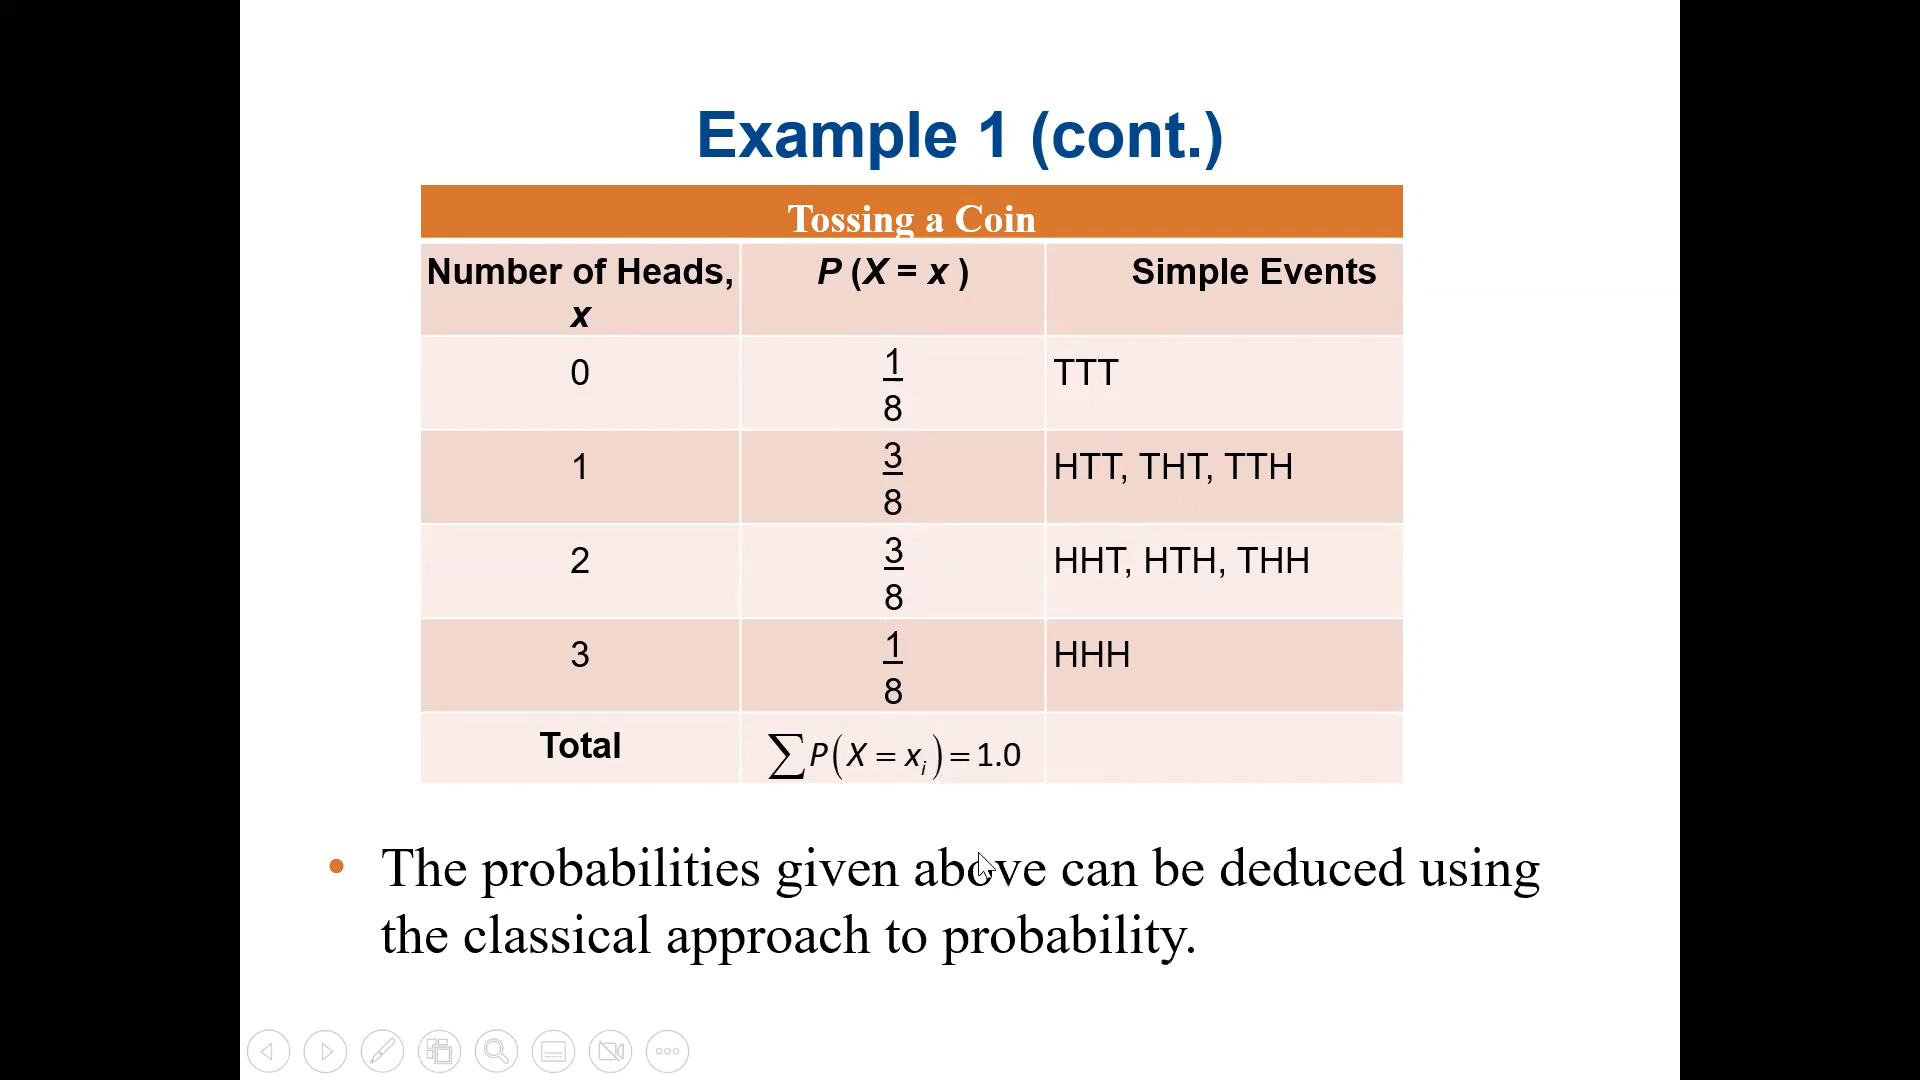 Example 1 (cont.)
Tossing a Coin
Number of Heads, x
P (X = x )
Simple Events
0
1/8
TTT
1
3/8
HTT, THT, TTH
2
3/8
HHT, HTH, THH
3
1/8
HHH
Total
∑P(X = xᵢ) = 1.0
• The probabilities given above can be deduced using
the classical approach to probability.